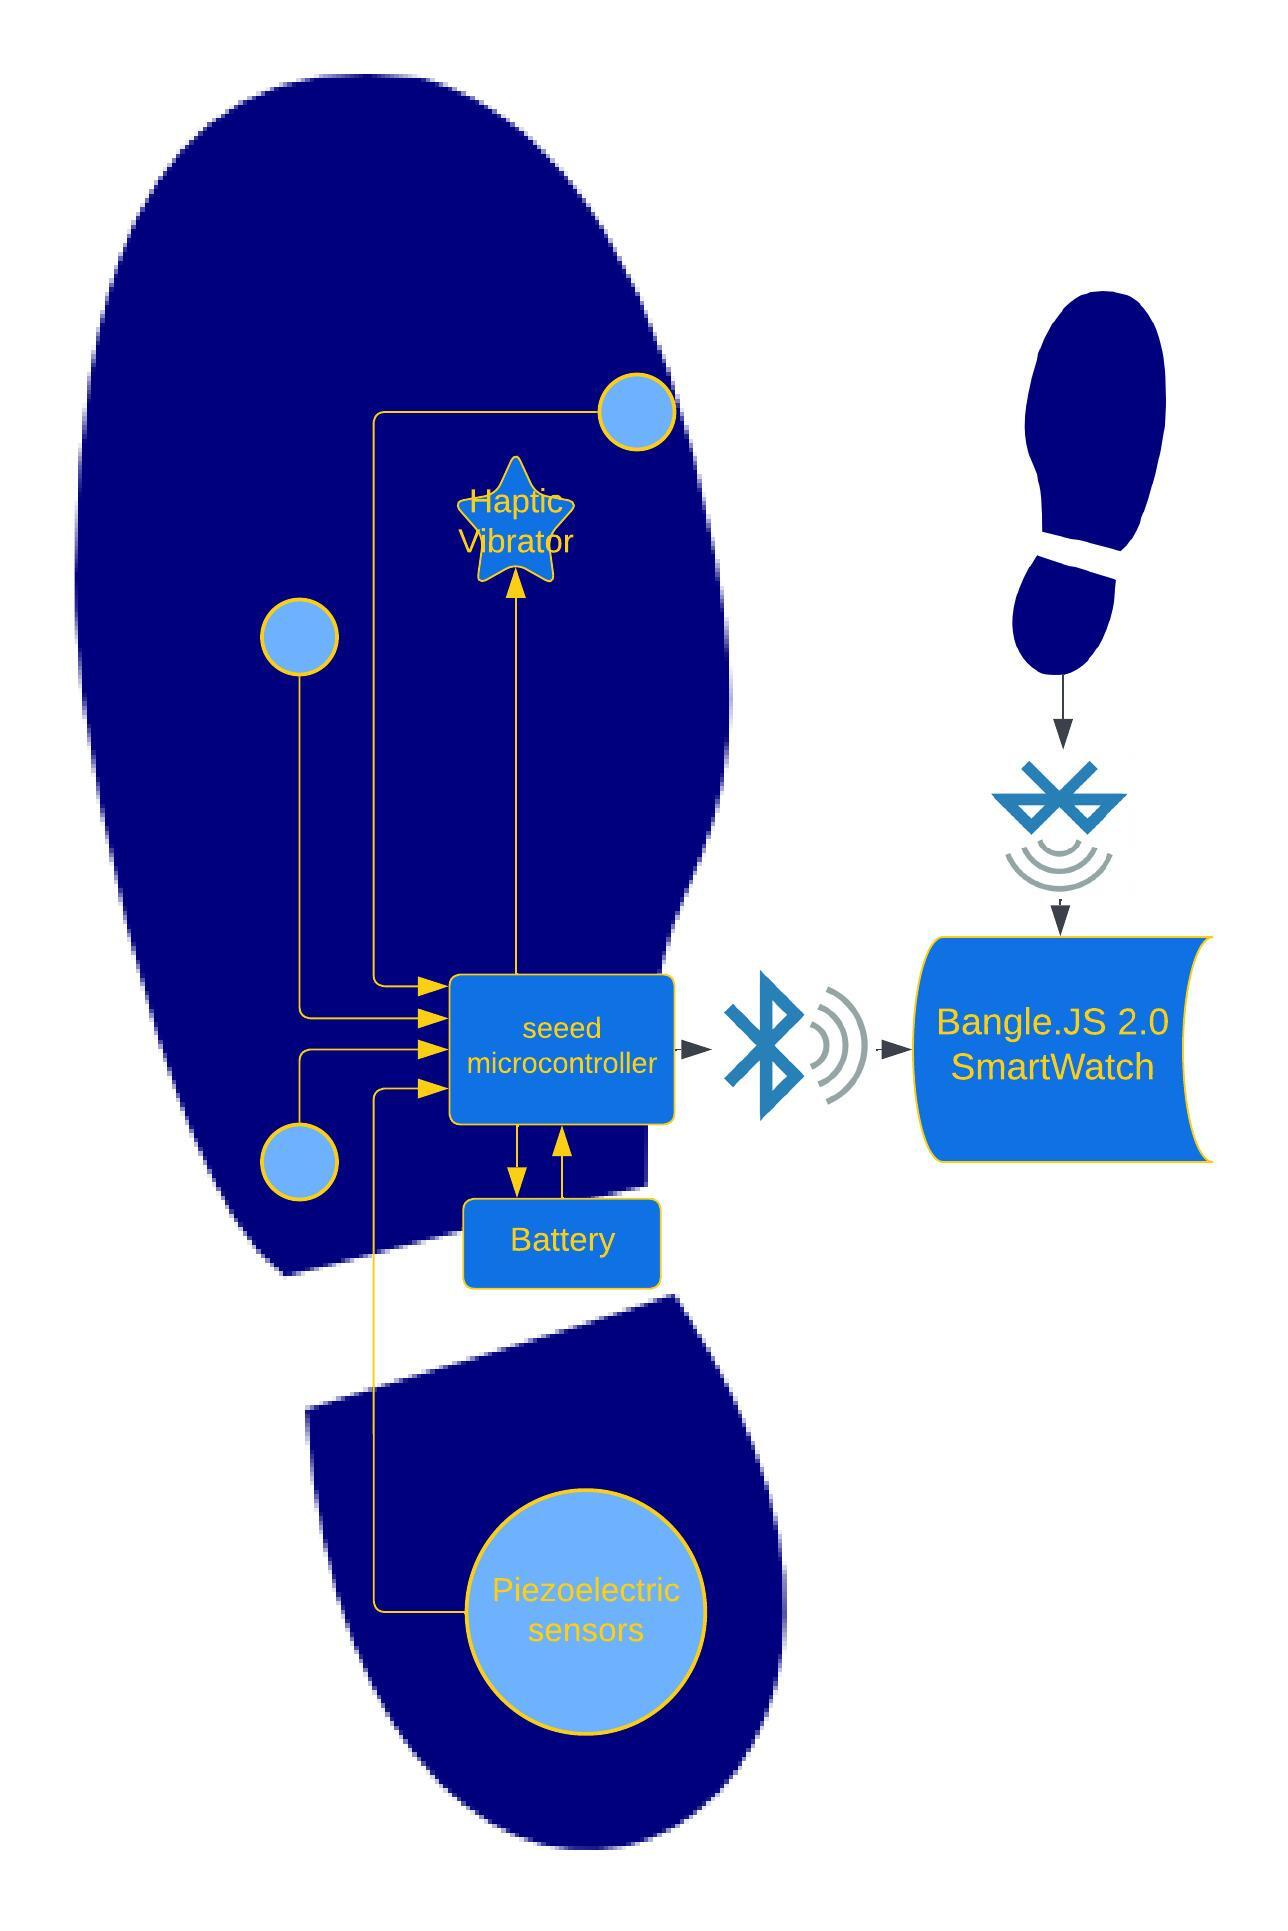 Haptic
Vibrator
seeed
microcontroller
Bangle.JS 2.0
SmartWatch
Battery
Piezoelectric
sensors